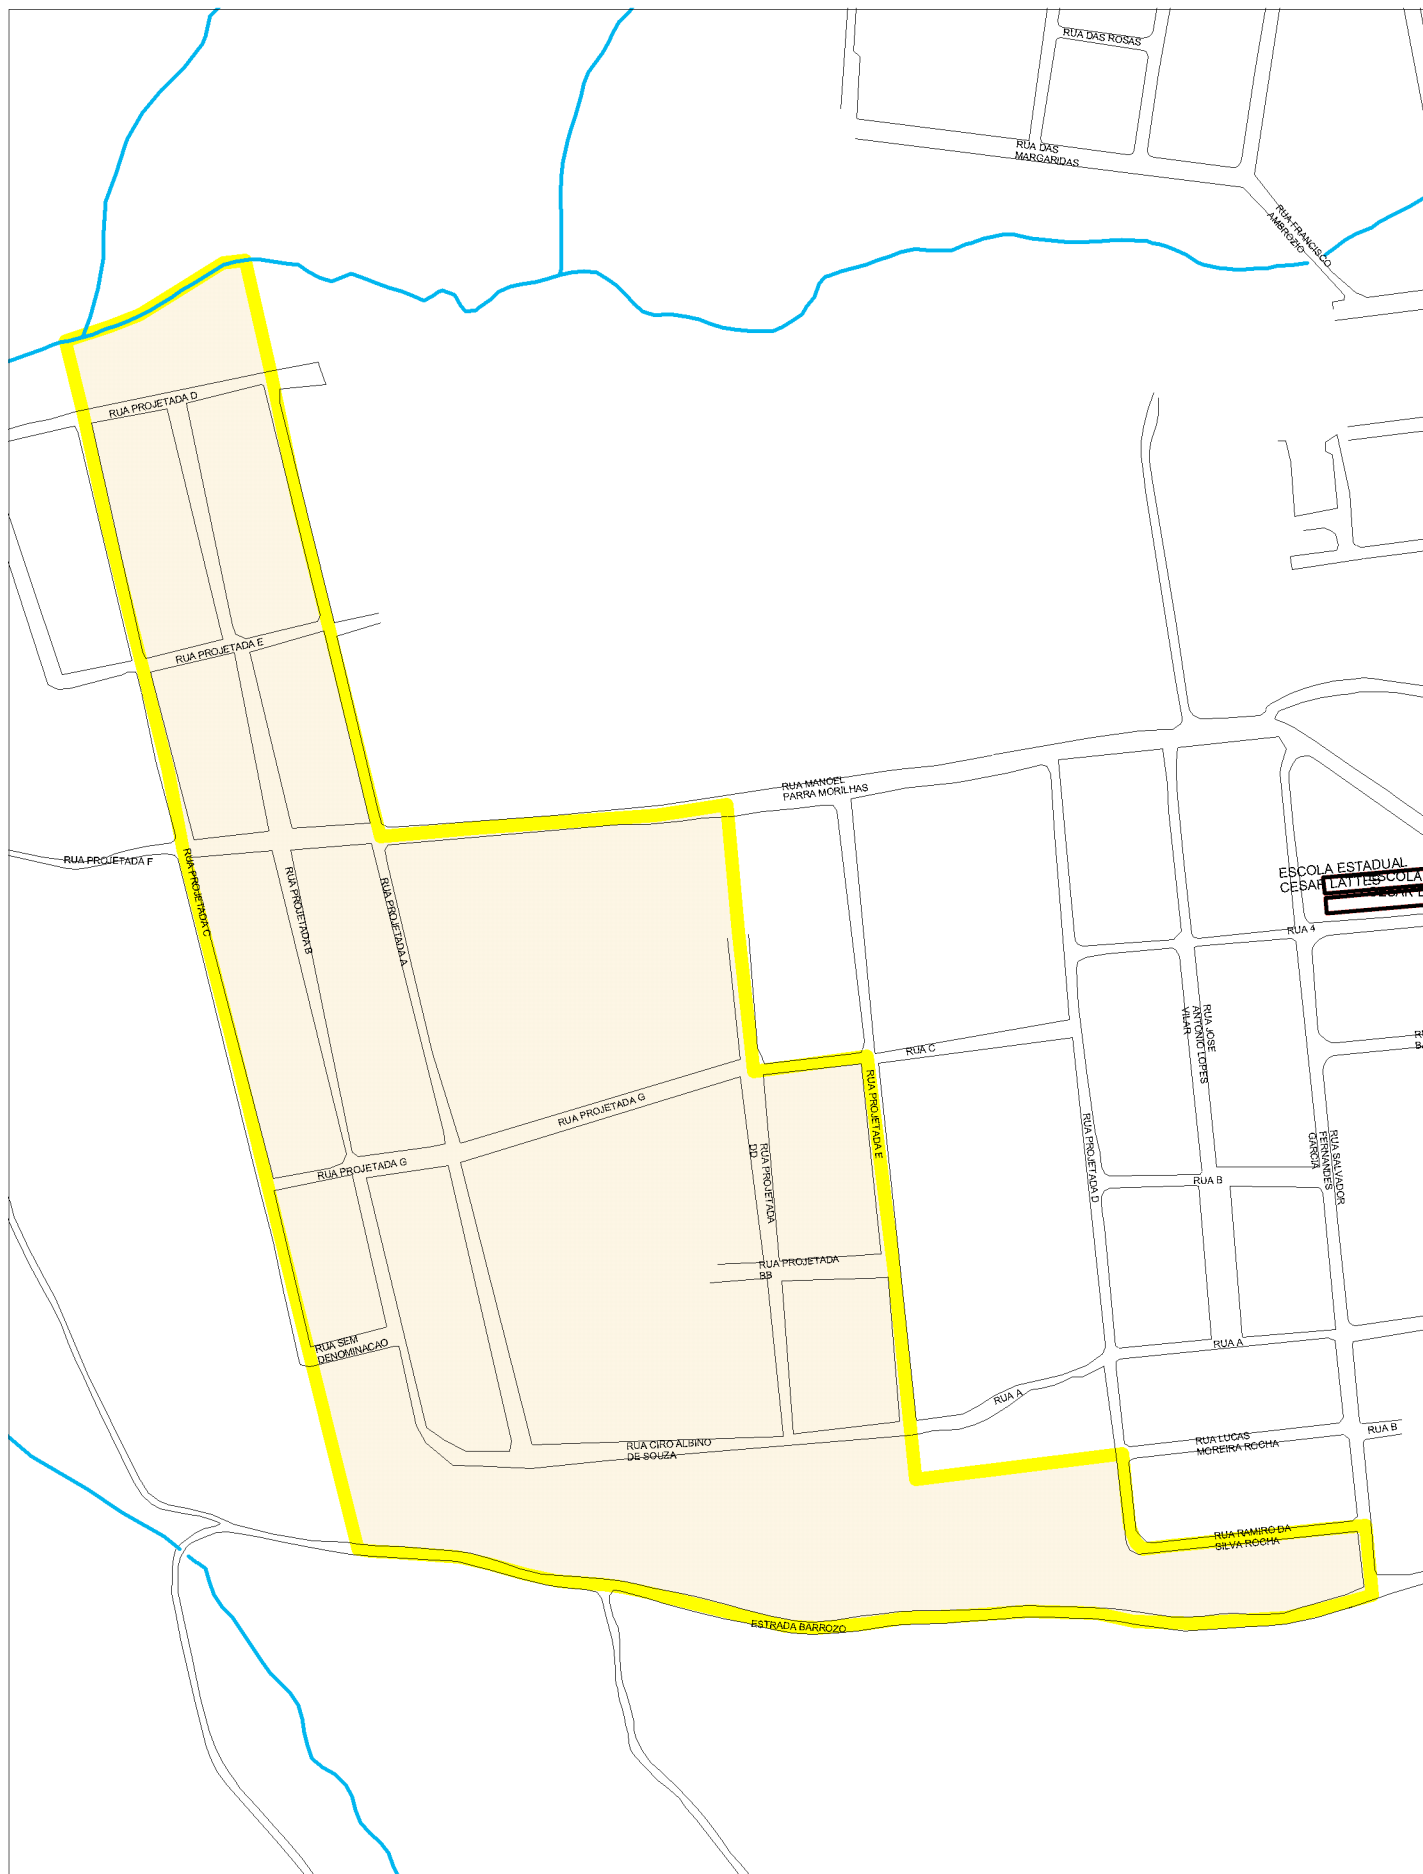 RUA DAS ROSAS
RUA DAS
MARGARIDAS
RUA FRANCISCO
AMBROZIO
RUA PROJETADA D
RUA PROJETADA E
RUA MANOEL
PARRA MORILHAS
RUA PROJETADA F
RUA PROJETADA C
RUA PROJETADA B
RUA PROJETADA A
ESCOLA ESTADUAL
CESAR LATTES
ESCOLA
RUA 4
RUA C
RUA JOSE
ANTONIO LOPES
VILAR
RUA PROJETADA G
RUA PROJETADA G
RUA PROJETADA E
RUA PROJETADA
DD
RUA PROJETADA D
RUA SALVADOR
FERNANDES
GARCIA
RUA B
RUA PROJETADA
BB
RUA SEM
DENOMINACAO
RUA A
RUA A
RUA B
RUA CIRO ALBINO
DE SOUZA
RUA LUCAS
MOREIRA ROCHA
RUA RAMIRO DA
SILVA ROCHA
ESTRADA BARROZO